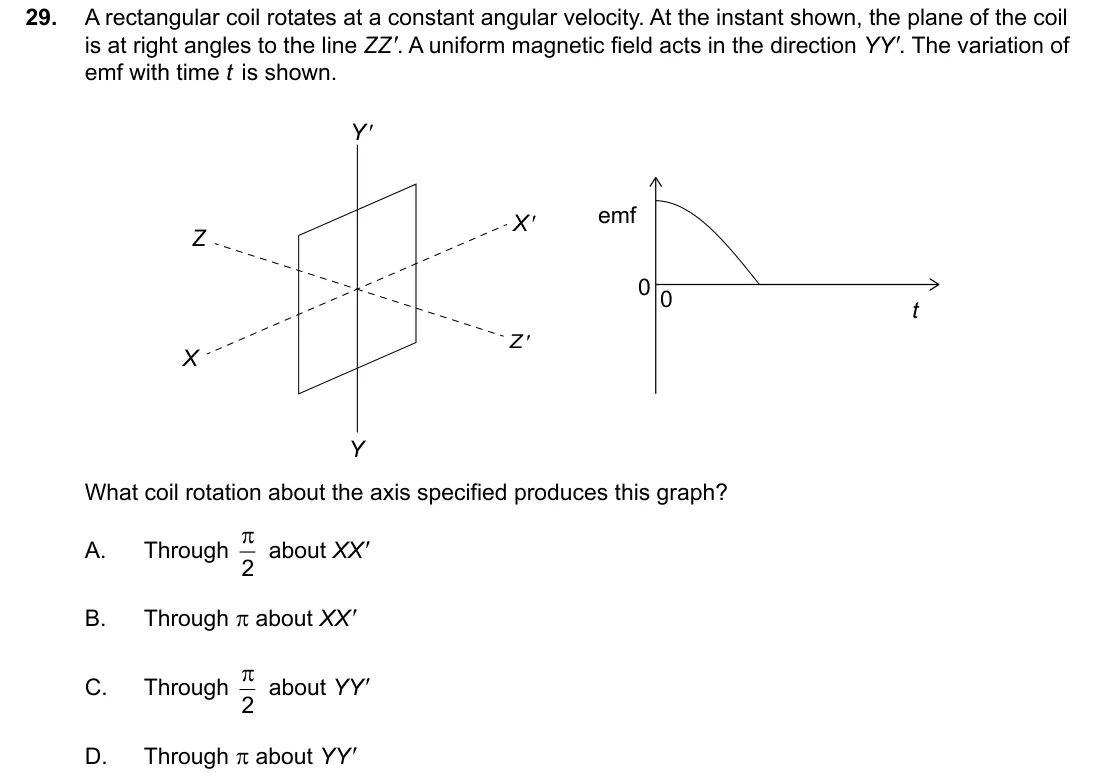 29. A rectangular coil rotates at a constant angular velocity. At the instant shown, the plane of the coil
is at right angles to the line ZZ′. A uniform magnetic field acts in the direction YY′. The variation of
emf with time t is shown.
Y′
Z
X′
X
Z′
Y
emf
0
0
t
What coil rotation about the axis specified produces this graph?
A. Through π/2 about XX′
B. Through π about XX′
C. Through π/2 about YY′
D. Through π about YY′